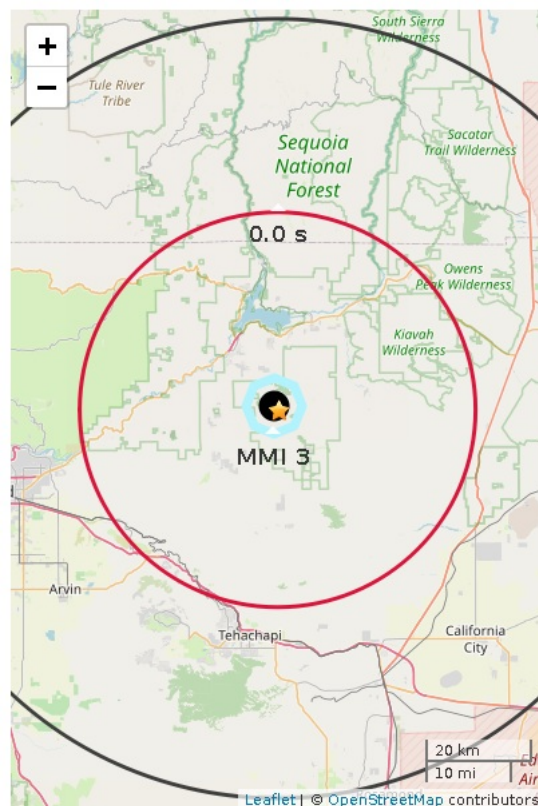 South Sierra
Wilderness
+
−
Tule River
Tribe
Sequoia
National
Forest
Sacatar
Trail Wilderness
0.0 s
Owens
Peak Wilderness
Kiavah
Wilderness
MMI 3
Arvin
Tehachapi
California
City
20 km
10 mi
Leaflet | © OpenStreetMap contributors